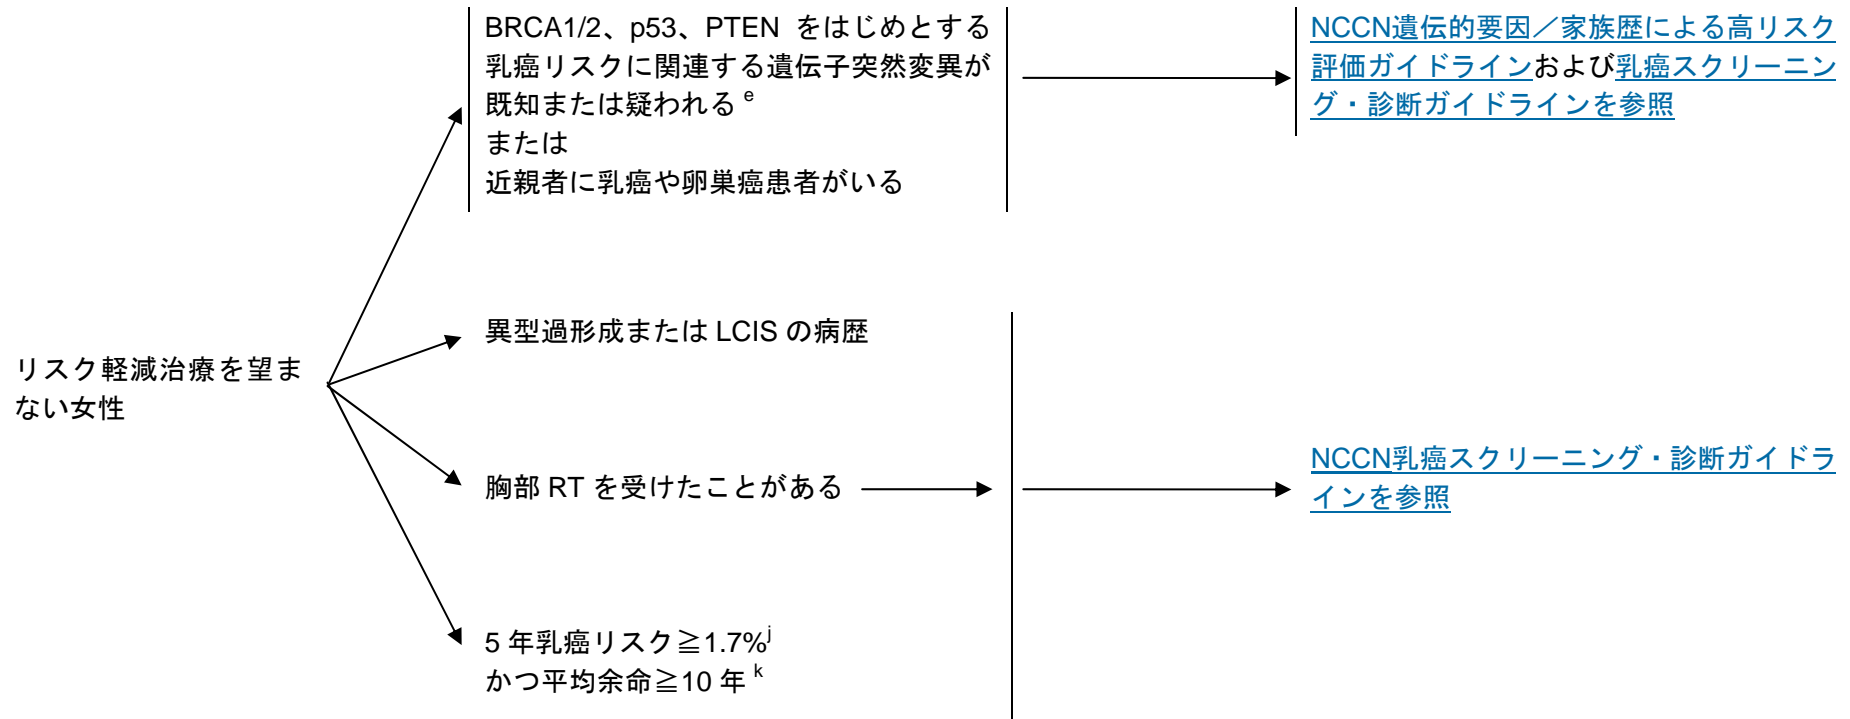 リスク軽減治療を望ま
ない女性
BRCA1/2、p53、PTEN をはじめとする
乳癌リスクに関連する遺伝子突然変異が
既知または疑われる e
または
近親者に乳癌や卵巣癌患者がいる
NCCN遺伝的要因／家族歴による高リスク
評価ガイドラインおよび乳癌スクリーニン
グ・診断ガイドラインを参照
異型過形成または LCIS の病歴
胸部 RT を受けたことがある
5 年乳癌リスク≧1.7%j
かつ平均余命≧10 年 k
NCCN乳癌スクリーニング・診断ガイドラ
インを参照